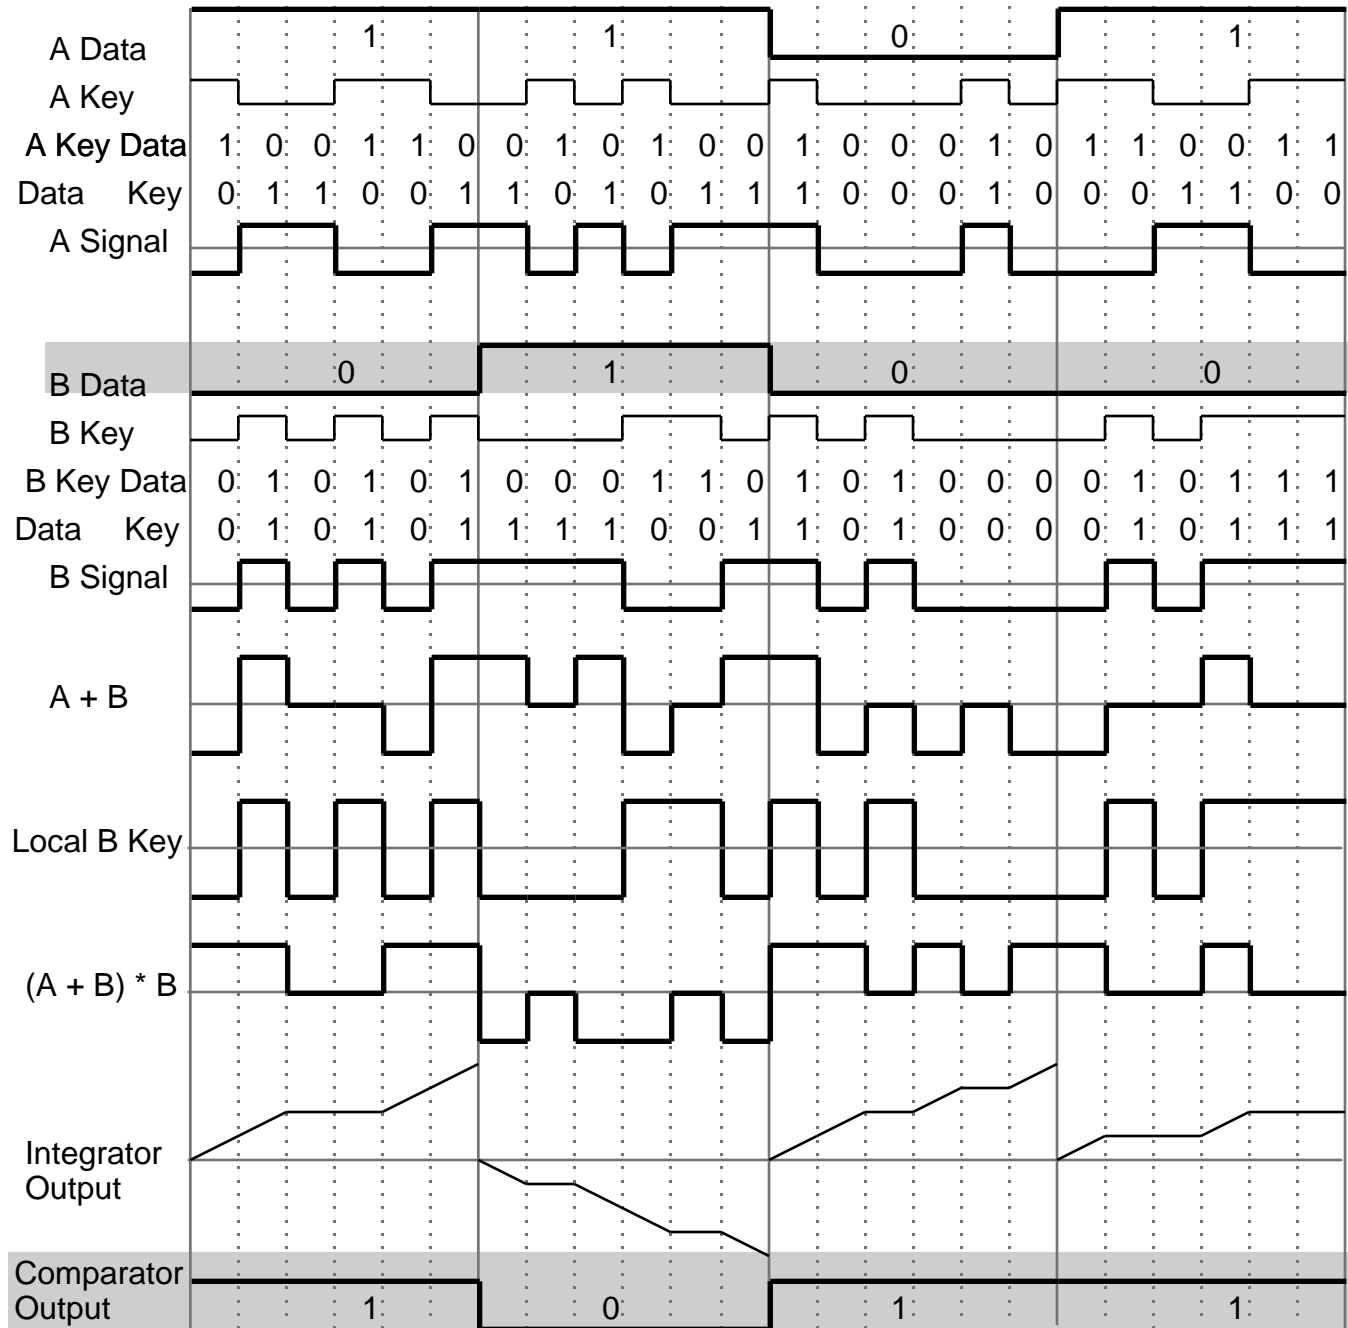 A Data 1 1 0 1
A Key
A Key Data 1 0 0 1 1 0 0 1 0 1 0 0 1 0 0 0 1 0 1 1 0 0 1 1
Data Key 0 1 1 0 0 1 1 0 1 0 1 1 1 0 0 0 1 0 0 0 1 1 0 0
A Signal
B Data 0 1 0 0
B Key
B Key Data 0 1 0 1 0 1 0 0 0 1 1 0 1 0 1 0 0 0 0 1 0 1 1 1
Data Key 0 1 0 1 0 1 1 1 1 0 0 1 1 0 1 0 0 0 0 1 0 1 1 1
B Signal
A + B
Local B Key
(A + B) * B
Integrator
Output
Comparator
Output 1 0 1 1